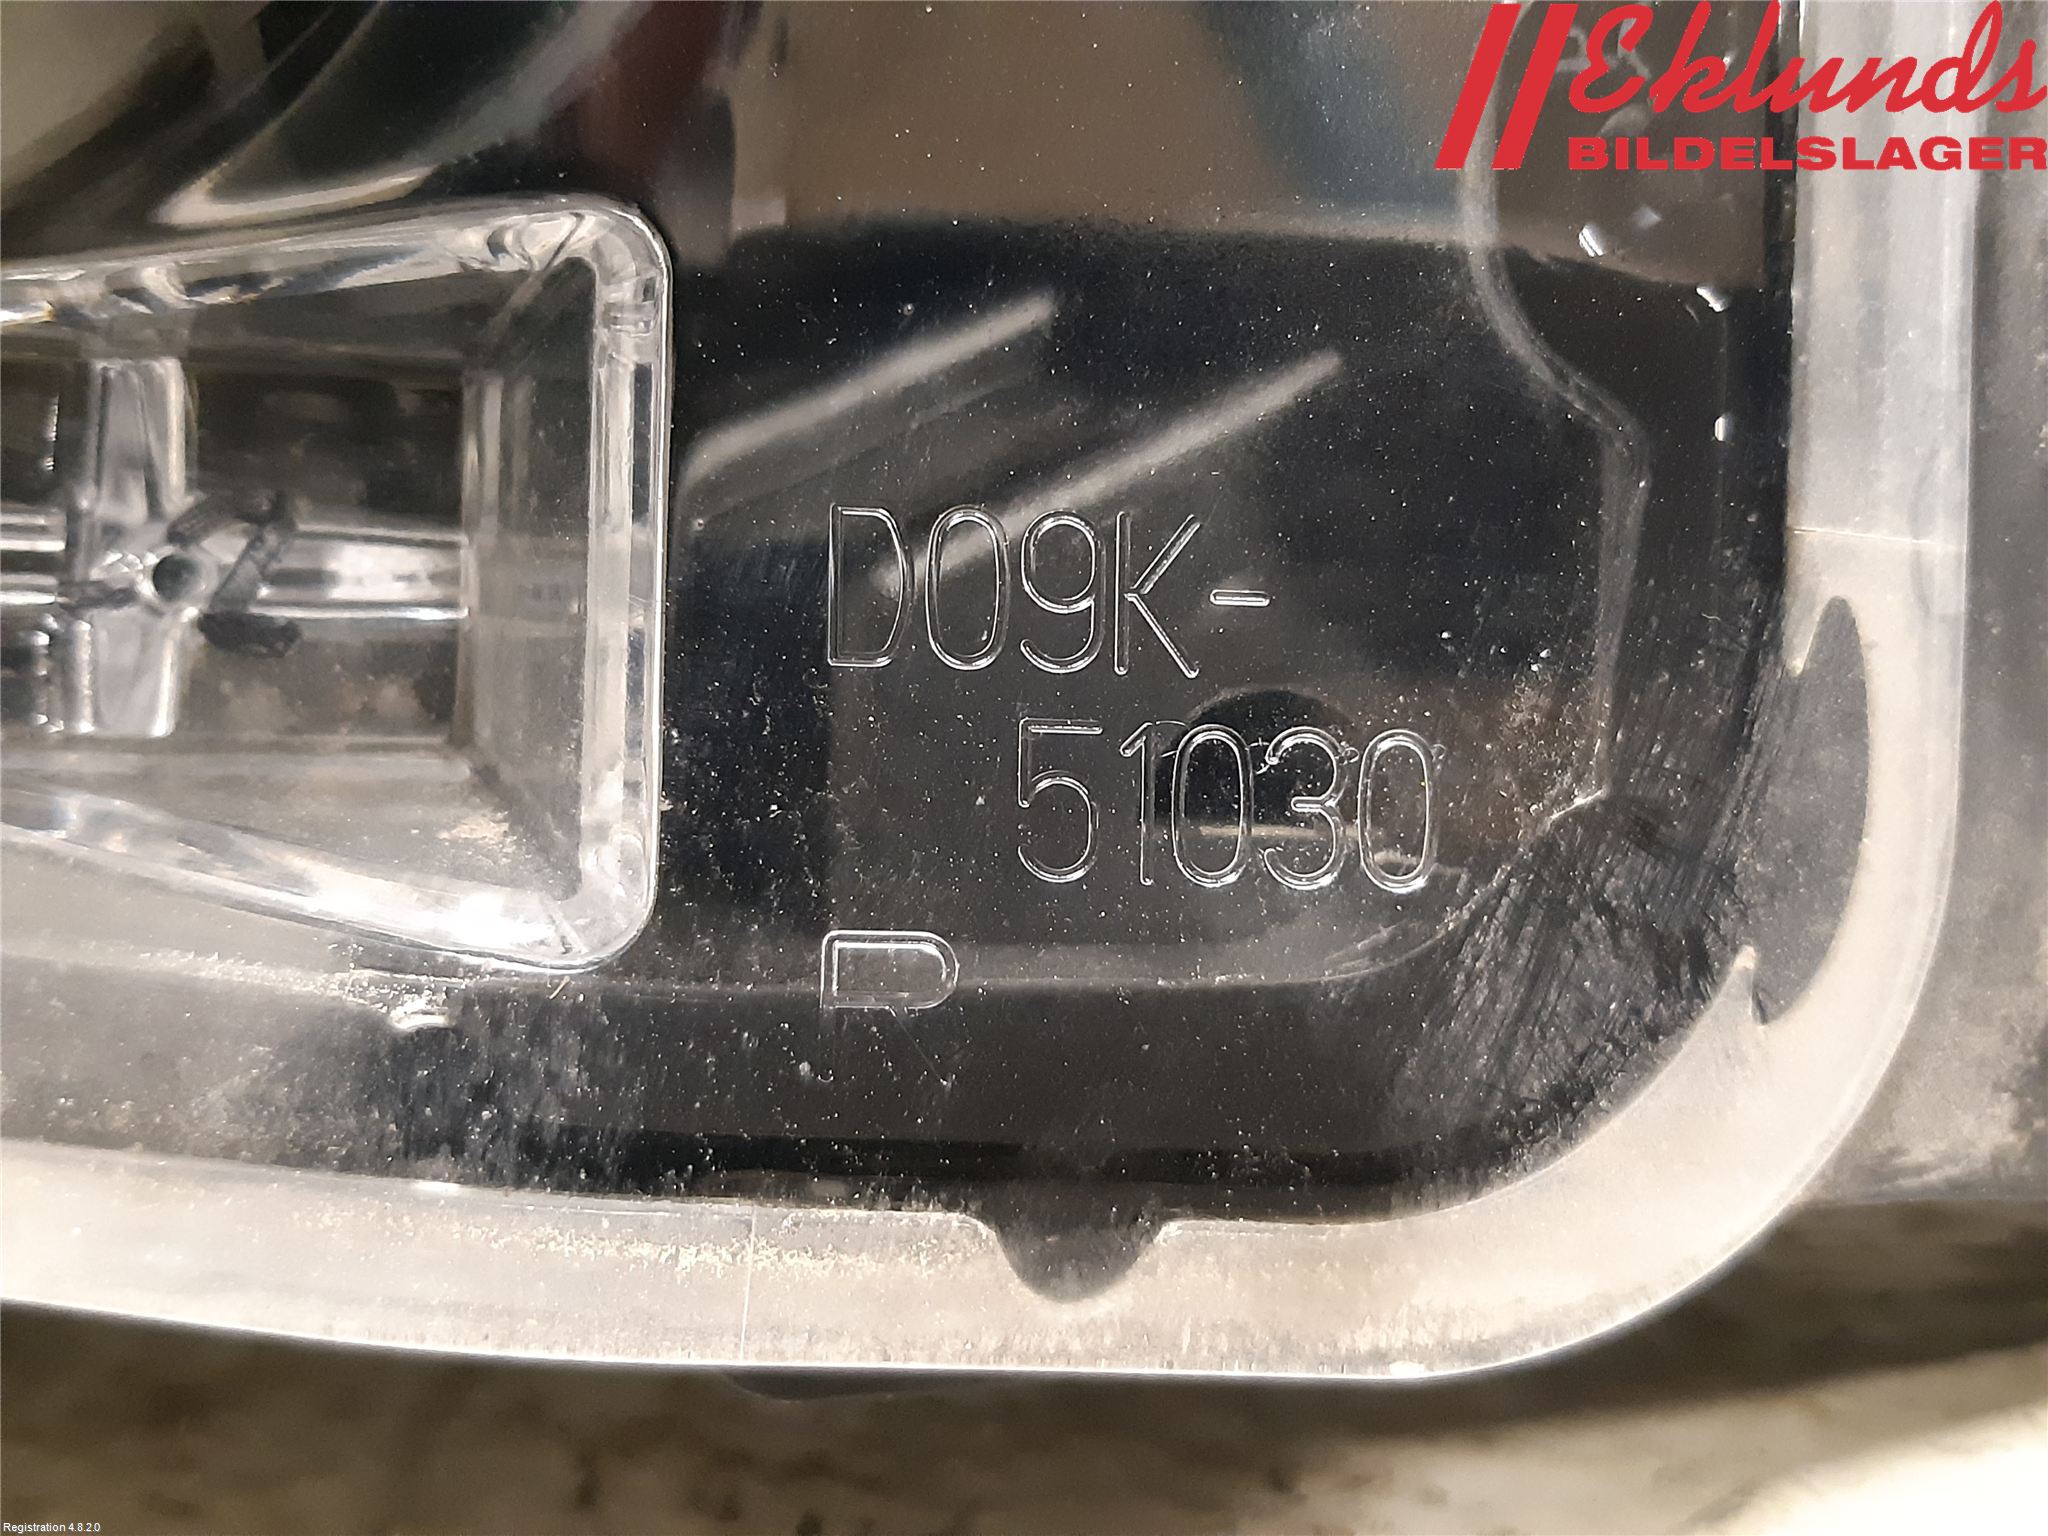 Eklunds
BILDELSLAGER
D09K-
51030
R
Registration 4.8.2.0